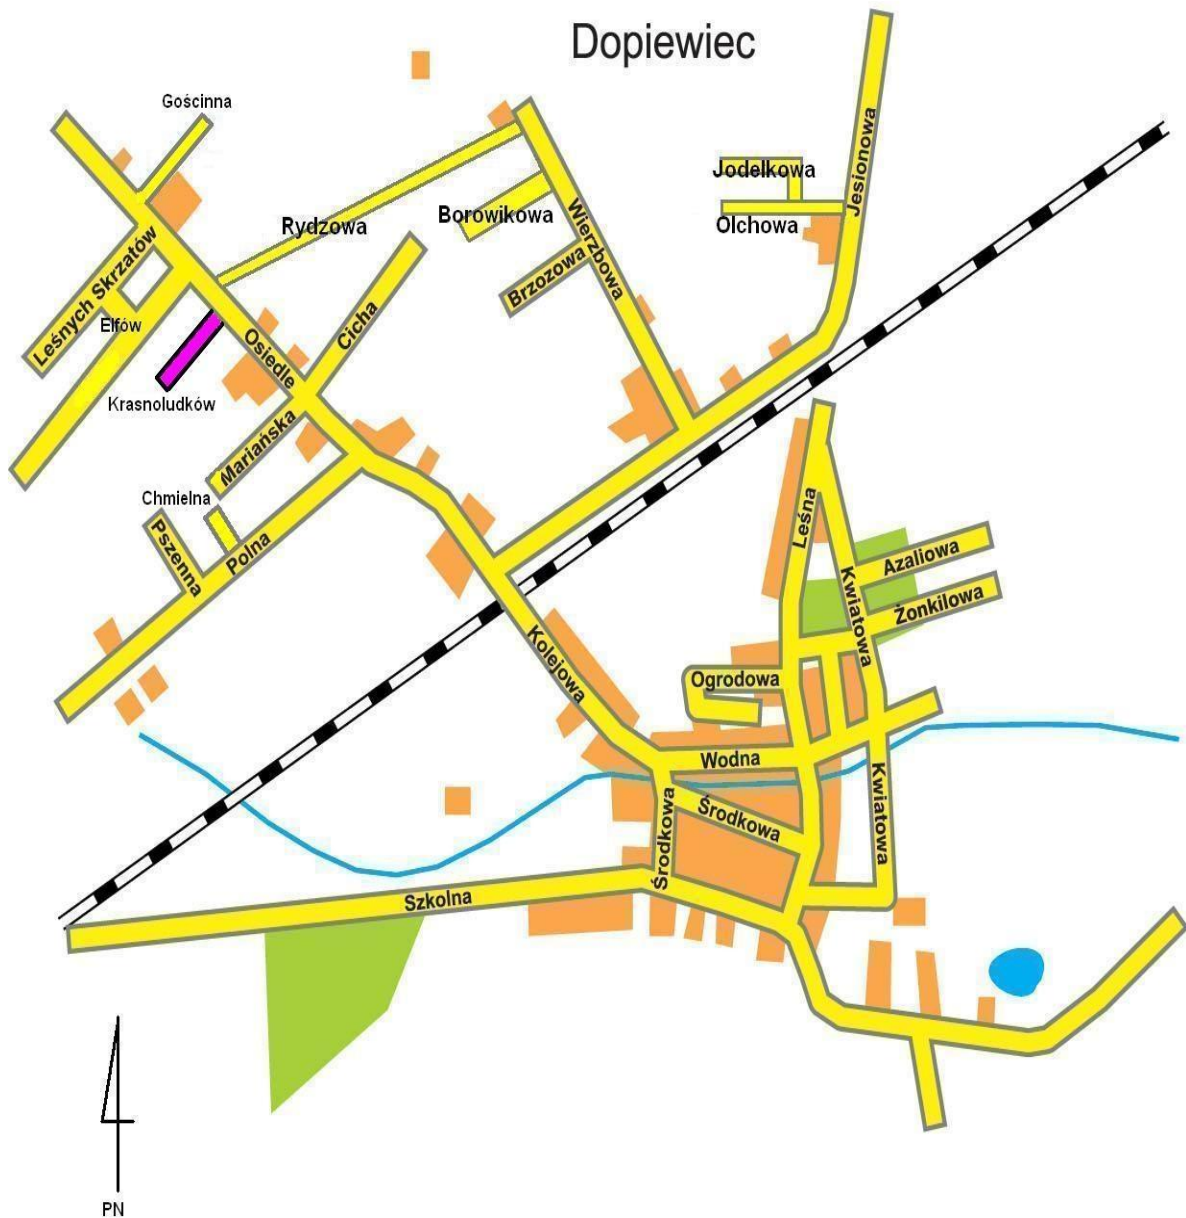 Dopiewiec
Gościnna
Jodełkowa
Jesionowa
Rydzowa
Borowikowa
Wierzbowa
Olchowa
Leśnych Skrzatów
Brzozowa
Cicha
Elfów
Osiedle
Krasnoludków
Mariańska
Chmielna
Pszenna
Polna
Leśna
Azaliowa
Kwiatowa
Żonkilowa
Kolejowa
Ogrodowa
Wodna
Środkowa
Środkowa
Kwiatowa
Szkolna
PN